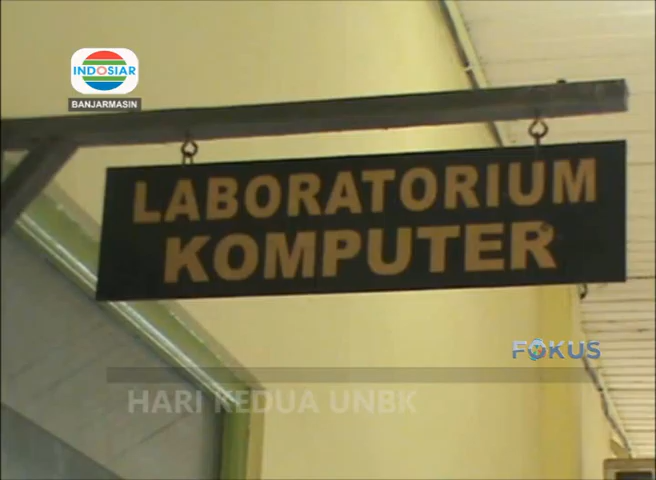 INDOSIAR
BANJARMASIN
LABORATORIUM
KOMPUTER
FOKUS
HARI KEDUA UNBK